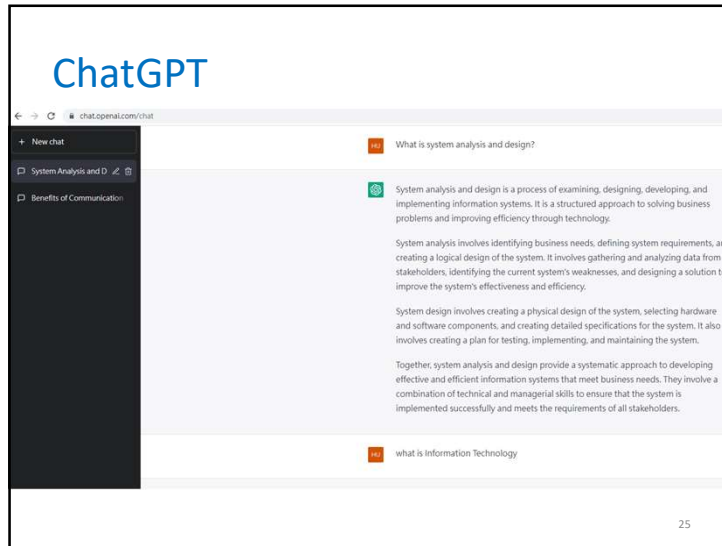 ChatGPT
chat.openai.com/chat
+ New chat
System Analysis and D
Benefits of Communication
HU What is system analysis and design?
System analysis and design is a process of examining, designing, developing, and
implementing information systems. It is a structured approach to solving business
problems and improving efficiency through technology.
System analysis involves identifying business needs, defining system requirements, an
creating a logical design of the system. It involves gathering and analyzing data from
stakeholders, identifying the current system's weaknesses, and designing a solution t
improve the system's effectiveness and efficiency.
System design involves creating a physical design of the system, selecting hardware
and software components, and creating detailed specifications for the system. It also
involves creating a plan for testing, implementing, and maintaining the system.
Together, system analysis and design provide a systematic approach to developing
effective and efficient information systems that meet business needs. They involve a
combination of technical and managerial skills to ensure that the system is
implemented successfully and meets the requirements of all stakeholders.
HU what is Information Technology
25